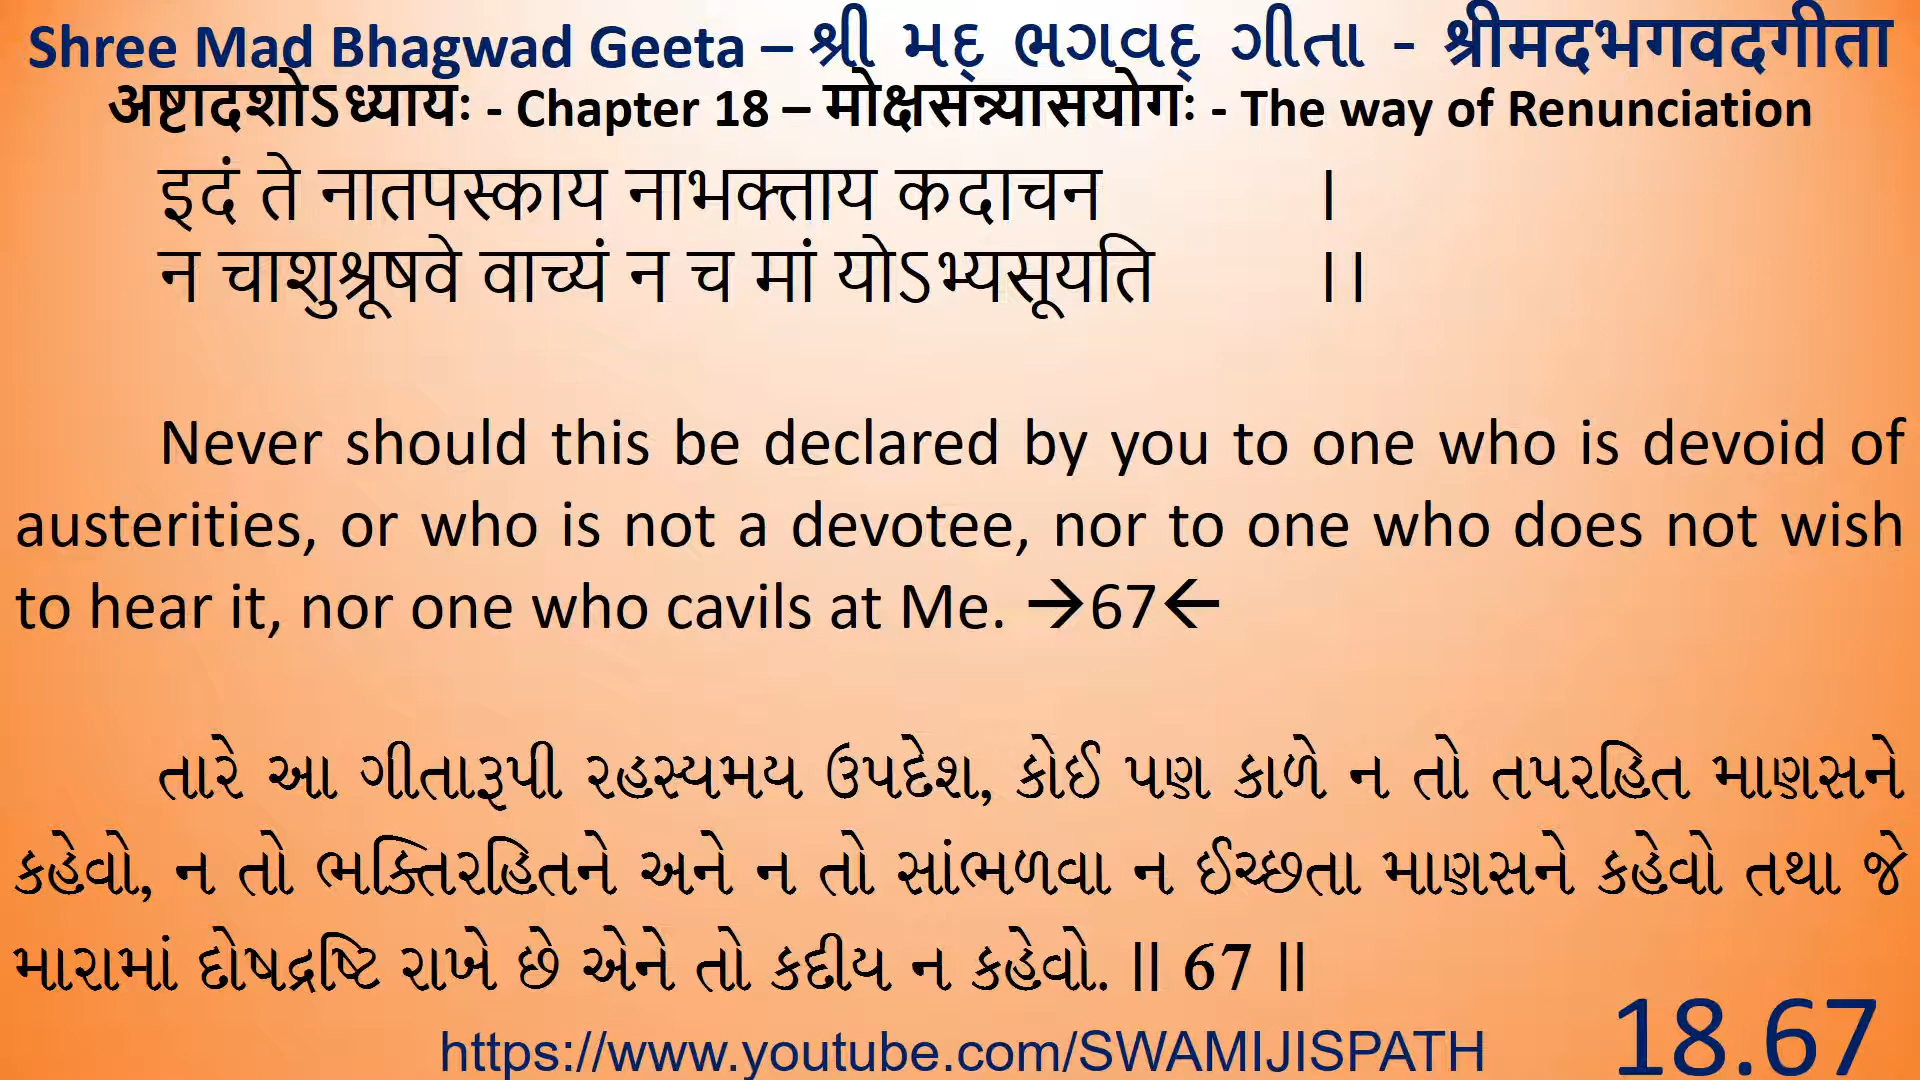 Shree Mad Bhagwad Geeta – શ્રી મદ્ ભગવદ્ ગીતા - श्रीमदभगवदगीता
अष्टादशोऽध्यायः - Chapter 18 – मोक्षसंन्यासयोगः - The way of Renunciation
इदं ते नातपस्काय नाभक्ताय कदाचन ।
न चाशुश्रूषवे वाच्यं न च मां योऽभ्यसूयति ।।
Never should this be declared by you to one who is devoid of
austerities, or who is not a devotee, nor to one who does not wish
to hear it, nor one who cavils at Me. →67←
તારે આ ગીતારૂપી રહસ્યમય ઉપદેશ, કોઈ પણ કાળે ન તો તપરહિત માણસને
કહેવો, ન તો ભક્તિરહિતને અને ન તો સાંભળવા ન ઈચ્છતા માણસને કહેવો તથા જે
મારામાં દોષદ્રષ્ટિ રાખે છે એને તો કદીય ન કહેવો. ॥ 67 ॥
https://www.youtube.com/SWAMIJISPATH 18.67